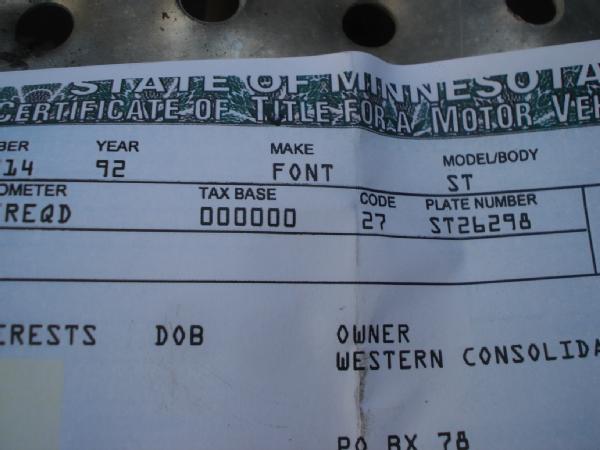 STATE OF MINNESOTA
CERTIFICATE OF TITLE FOR A MOTOR VEH
BER YEAR MAKE MODEL/BODY
14 92 FONT ST
OMETER TAX BASE CODE PLATE NUMBER
REQD 000000 27 ST26298
ERESTS DOB OWNER
WESTERN CONSOLIDA
PO BX 78